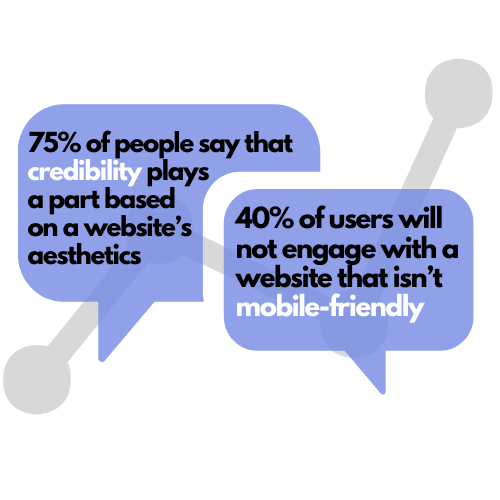 75% of people say that
credibility plays
a part based
on a website’s
aesthetics
40% of users will
not engage with a
website that isn’t
mobile-friendly